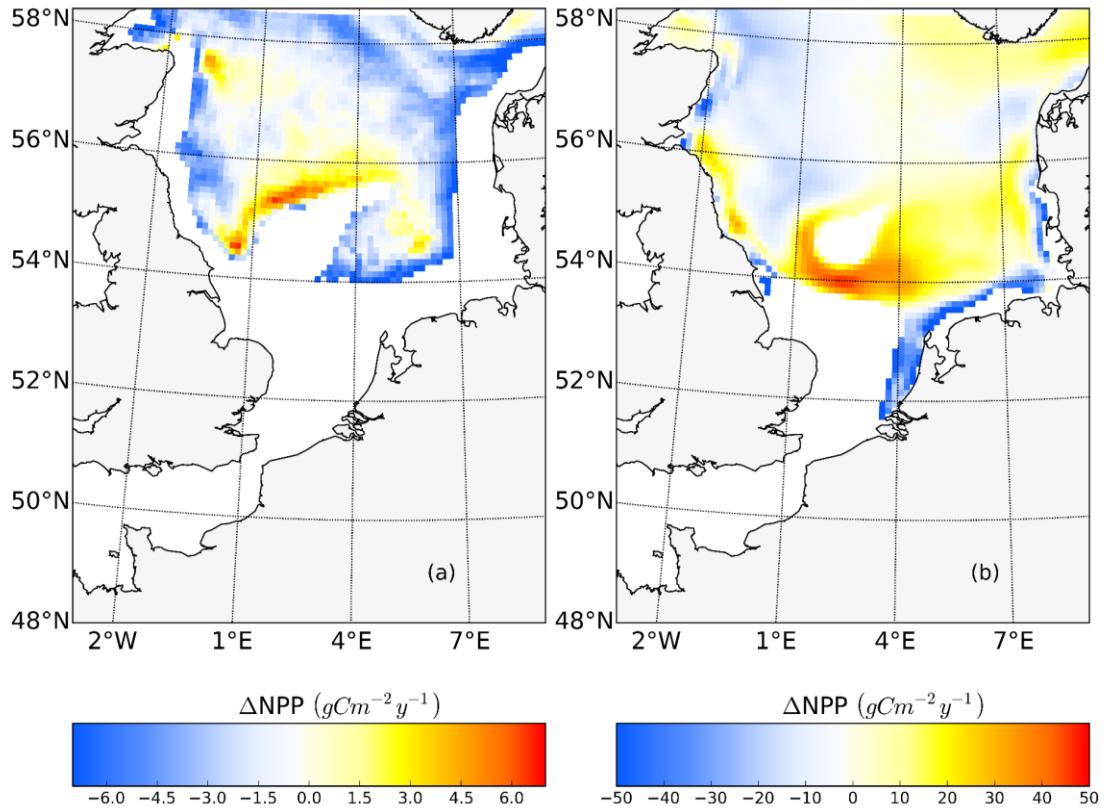 58°N
56°N
54°N
52°N
50°N
48°N
2°W 1°E 4°E 7°E
(a)
ΔNPP (gCm⁻²y⁻¹)
−6.0 −4.5 −3.0 −1.5 0.0 1.5 3.0 4.5 6.0
58°N
56°N
54°N
52°N
50°N
48°N
2°W 1°E 4°E 7°E
(b)
ΔNPP (gCm⁻²y⁻¹)
−50 −40 −30 −20 −10 0 10 20 30 40 50